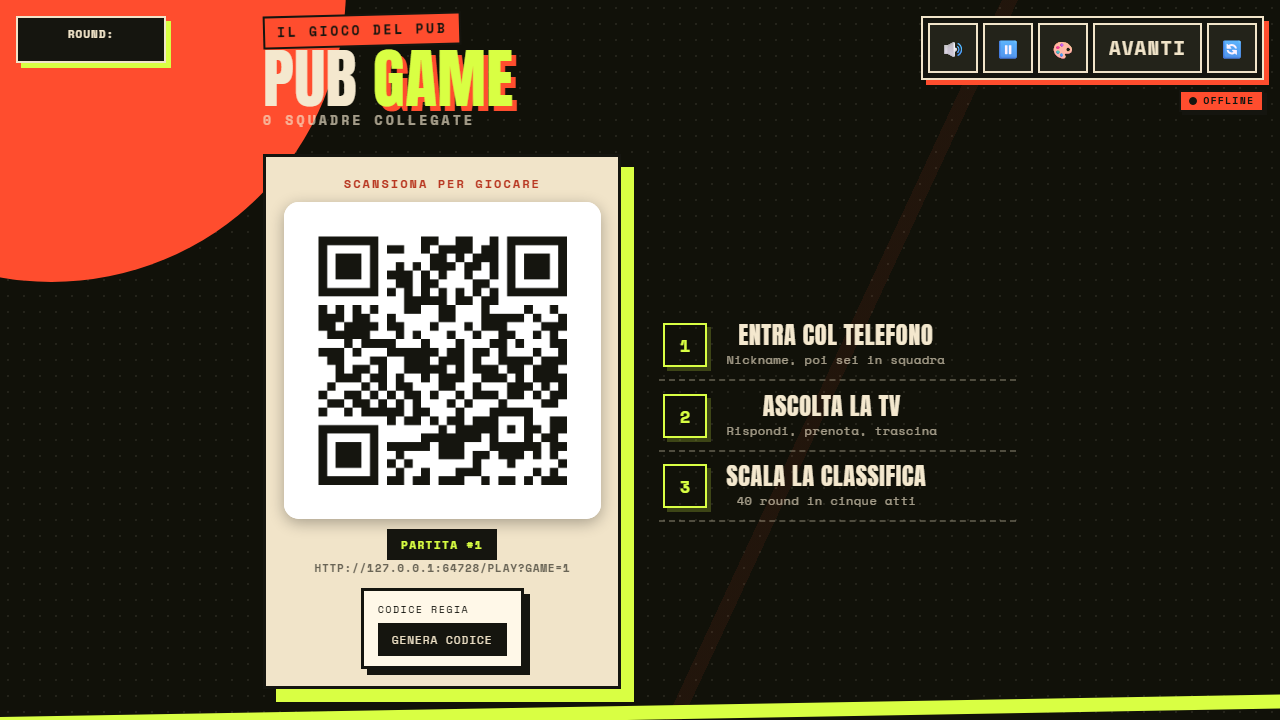 ROUND:
IL GIOCO DEL PUB
PUB GAME
0 SQUADRE COLLEGATE
AVANTI
OFFLINE
SCANSIONA PER GIOCARE
PARTITA #1
HTTP://127.0.0.1:64728/PLAY?GAME=1
CODICE REGIA
GENERA CODICE
1
ENTRA COL TELEFONO
Nickname, poi sei in squadra
2
ASCOLTA LA TV
Rispondi, prenota, trascina
3
SCALA LA CLASSIFICA
40 round in cinque atti